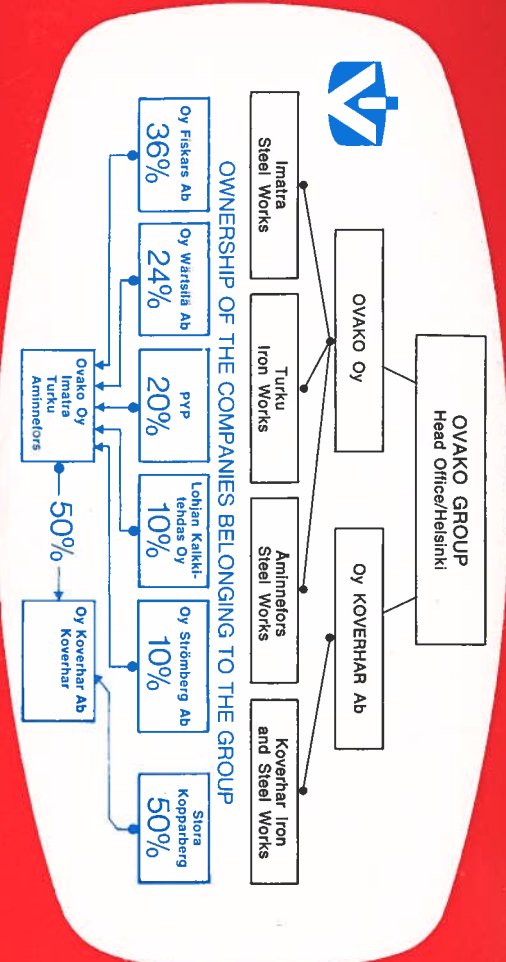 OVAKO GROUP
Head Office/Helsinki
OVAKO Oy
Oy KOVERHAR Ab
Imatra
Steel Works
Turku
Iron Works
Åminnefors
Steel Works
Koverhar Iron
and Steel Works
OWNERSHIP OF THE COMPANIES BELONGING TO THE GROUP
Oy Fiskars Ab
36%
Oy Wärtsilä Ab
24%
PYP
20%
Lohjan Kalkki-
tehdas Oy
10%
Oy Strömberg Ab
10%
Stora
Kopparberg
50%
Ovako Oy
Imatra
Turku
Aminnefors
50%
Oy Koverhar Ab
Koverhar